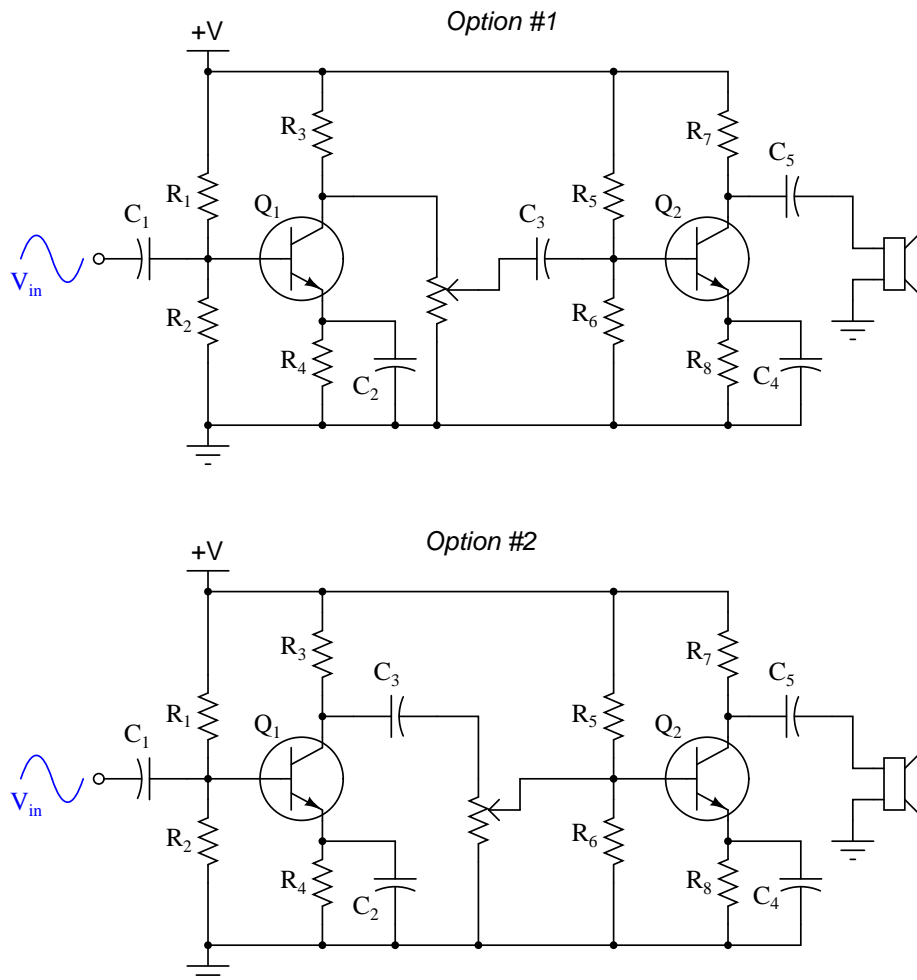 Option #1
+V
R3
R7
C5
R1
Q1
C3
R5
Q2
C1
Vin
R2
R6
R4
C2
R8
C4
Option #2
+V
R3
R7
C3
C5
R1
Q1
R5
Q2
C1
Vin
R2
R6
R4
C2
R8
C4